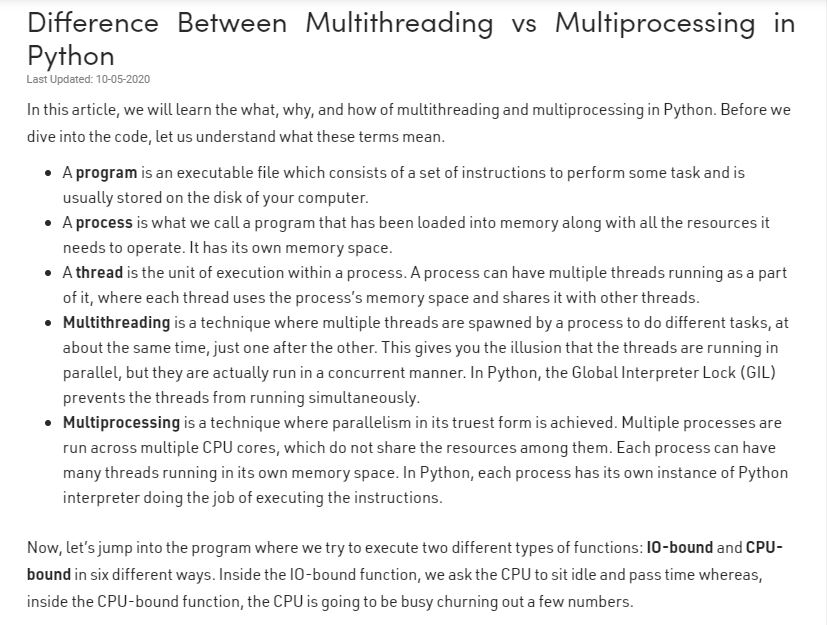 Difference Between Multithreading vs Multiprocessing in
Python
Last Updated: 10-05-2020
In this article, we will learn the what, why, and how of multithreading and multiprocessing in Python. Before we
dive into the code, let us understand what these terms mean.
• A program is an executable file which consists of a set of instructions to perform some task and is
usually stored on the disk of your computer.
• A process is what we call a program that has been loaded into memory along with all the resources it
needs to operate. It has its own memory space.
• A thread is the unit of execution within a process. A process can have multiple threads running as a part
of it, where each thread uses the process’s memory space and shares it with other threads.
• Multithreading is a technique where multiple threads are spawned by a process to do different tasks, at
about the same time, just one after the other. This gives you the illusion that the threads are running in
parallel, but they are actually run in a concurrent manner. In Python, the Global Interpreter Lock (GIL)
prevents the threads from running simultaneously.
• Multiprocessing is a technique where parallelism in its truest form is achieved. Multiple processes are
run across multiple CPU cores, which do not share the resources among them. Each process can have
many threads running in its own memory space. In Python, each process has its own instance of Python
interpreter doing the job of executing the instructions.
Now, let’s jump into the program where we try to execute two different types of functions: IO-bound and CPU-
bound in six different ways. Inside the IO-bound function, we ask the CPU to sit idle and pass time whereas,
inside the CPU-bound function, the CPU is going to be busy churning out a few numbers.